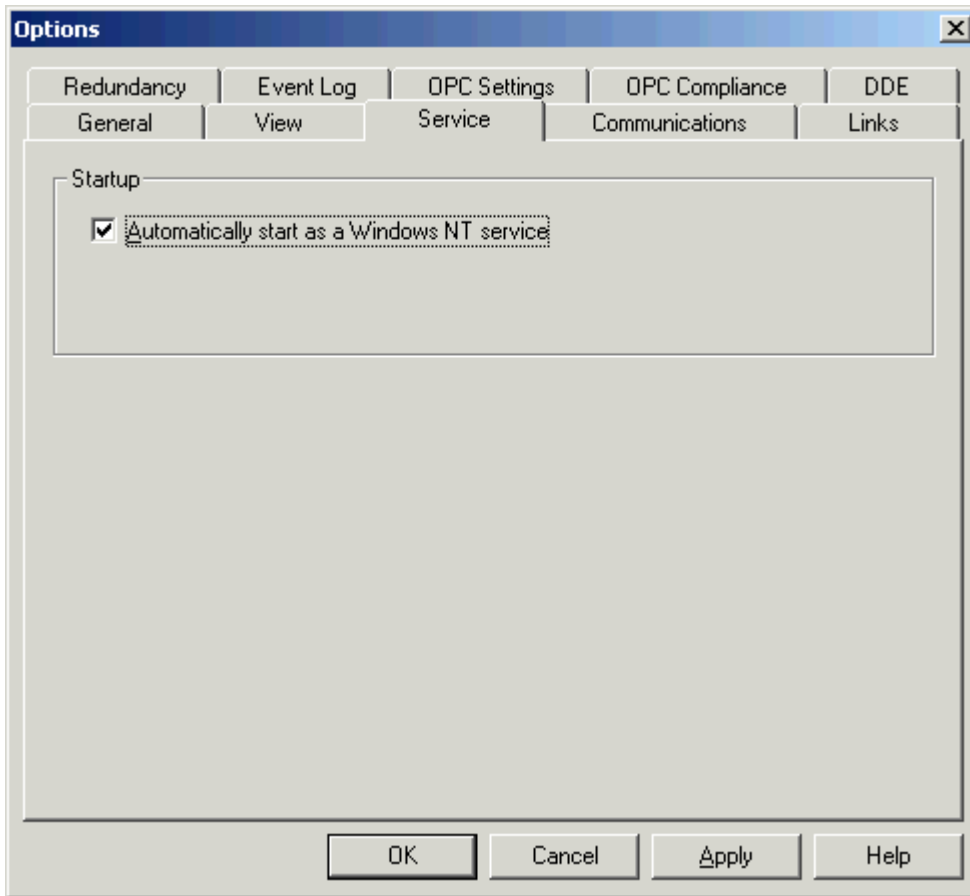 Options
Redundancy Event Log OPC Settings OPC Compliance DDE
General View Service Communications Links
Startup
Automatically start as a Windows NT service
OK Cancel Apply Help